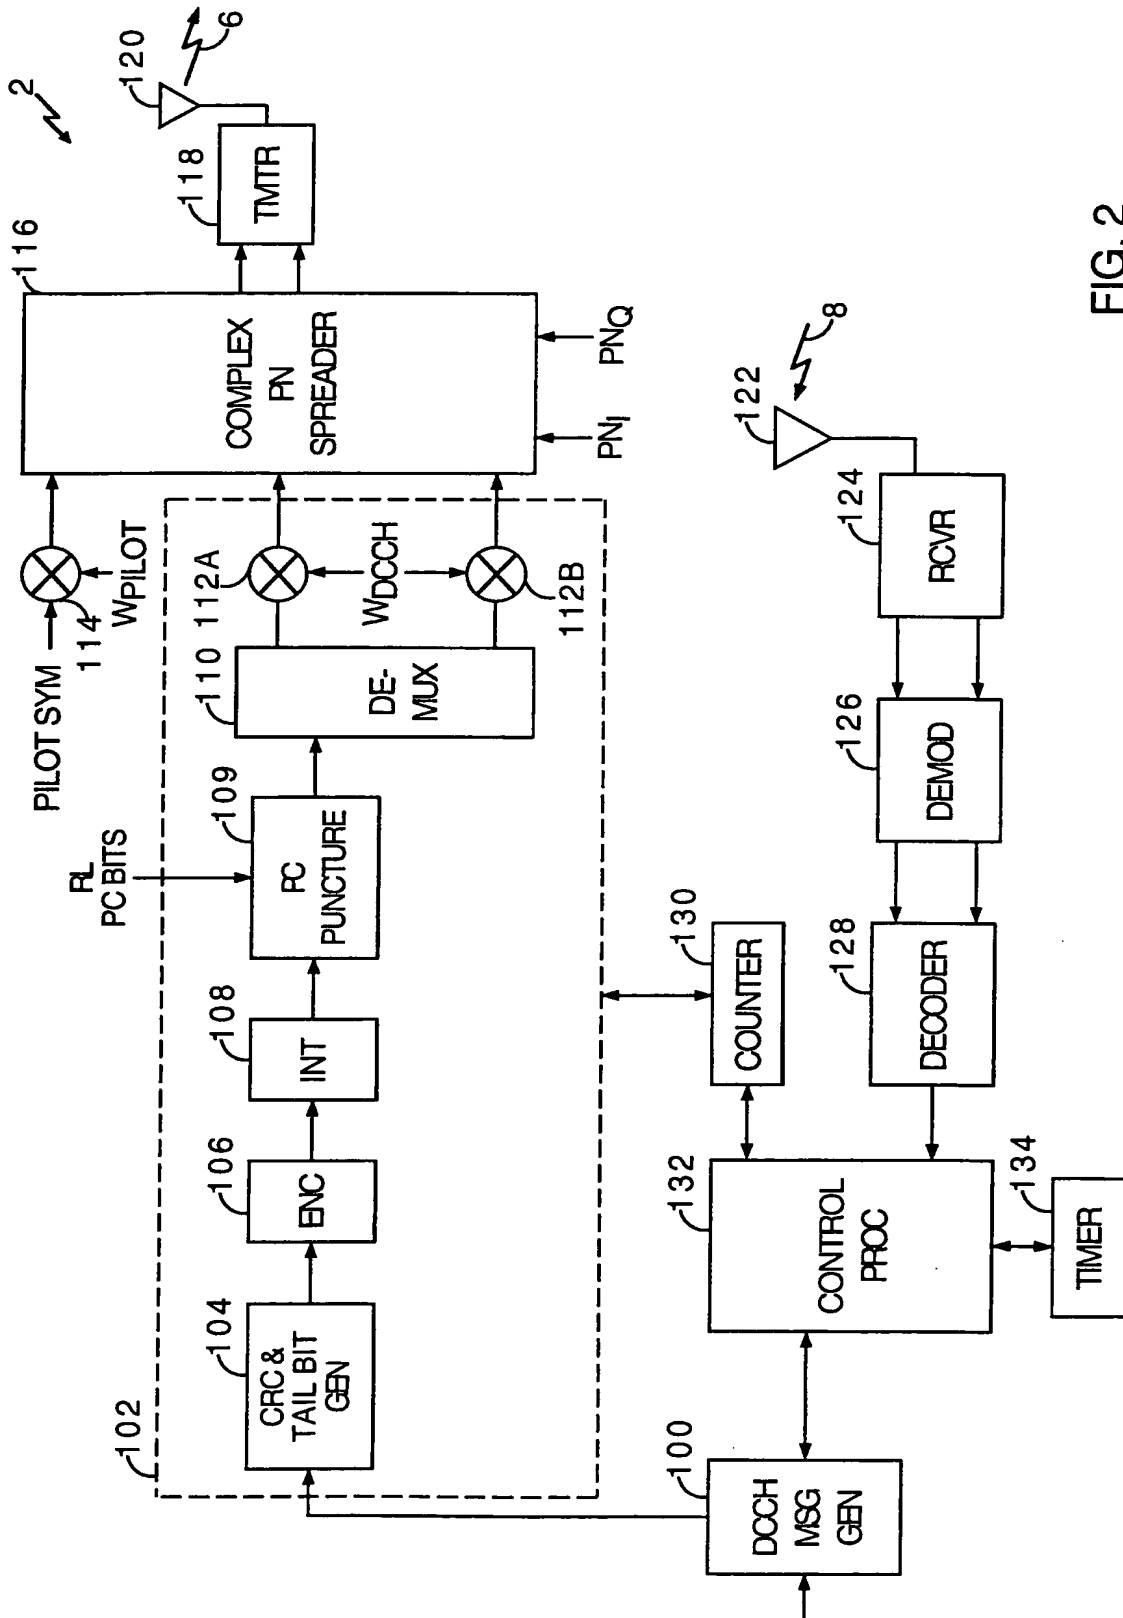 2
116
120
6
118
TMTR
COMPLEX
PN
SPREADER
PNI
PNQ
PILOT SYM
114
WPILOT
102
104
CRC &
TAIL BIT
GEN
106
ENC
108
INT
RL
PC BITS
109
PC
PUNCTURE
110
DE-
MUX
112A
WDCCH
112B
100
DCCH
MSG
GEN
132
CONTROL
PROC
130
COUNTER
134
TIMER
128
DECODER
126
DEMOD
124
RCVR
122
8
FIG. 2